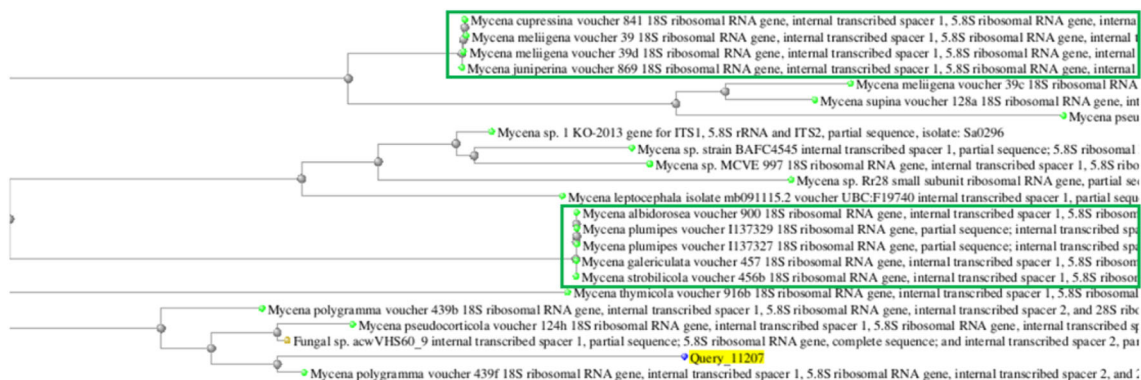 Mycena cupressina voucher 841 18S ribosomal RNA gene, internal transcribed spacer 1, 5.8S ribosomal RNA gene, interna
Mycena meliigena voucher 39 18S ribosomal RNA gene, internal transcribed spacer 1, 5.8S ribosomal RNA gene, internal
Mycena meliigena voucher 39d 18S ribosomal RNA gene, internal transcribed spacer 1, 5.8S ribosomal RNA gene, internal
Mycena juniperina voucher 869 18S ribosomal RNA gene, internal transcribed spacer 1, 5.8S ribosomal RNA gene, internal
Mycena meliigena voucher 39c 18S ribosomal RNA
Mycena supina voucher 128a 18S ribosomal RNA gene, int
Mycena pseu
Mycena sp. 1 KO-2013 gene for ITS1, 5.8S rRNA and ITS2, partial sequence, isolate: Sa0296
Mycena sp. strain BAFC4545 internal transcribed spacer 1, partial sequence; 5.8S ribosomal
Mycena sp. MCVE 997 18S ribosomal RNA gene, internal transcribed spacer 1, 5.8S ribo
Mycena sp. Rr28 small subunit ribosomal RNA gene, partial se
Mycena leptocephala isolate mb091115.2 voucher UBC:F19740 internal transcribed spacer 1, partial sequ
Mycena albidorosea voucher 900 18S ribosomal RNA gene, internal transcribed spacer 1, 5.8S ribosom
Mycena plumipes voucher I137329 18S ribosomal RNA gene, partial sequence; internal transcribed spa
Mycena plumipes voucher I137327 18S ribosomal RNA gene, partial sequence; internal transcribed spa
Mycena galericulata voucher 457 18S ribosomal RNA gene, internal transcribed spacer 1, 5.8S ribosom
Mycena strobilicola voucher 456b 18S ribosomal RNA gene, internal transcribed spacer 1, 5.8S ribosor
Mycena thymicola voucher 916b 18S ribosomal RNA gene, internal transcribed spacer 1, 5.8S ribosomal
Mycena polygramma voucher 439b 18S ribosomal RNA gene, internal transcribed spacer 1, 5.8S ribosomal RNA gene, internal transcribed spacer 2, and 28S ribo
Mycena pseudocorticola voucher 124h 18S ribosomal RNA gene, internal transcribed spacer 1, 5.8S ribosomal RNA gene, internal transcribed sp
Fungal sp. acwVHS60_9 internal transcribed spacer 1, partial sequence; 5.8S ribosomal RNA gene, complete sequence; and internal transcribed spacer 2, par
Query_11207
Mycena polygramma voucher 439f 18S ribosomal RNA gene, internal transcribed spacer 1, 5.8S ribosomal RNA gene, internal transcribed spacer 2, and 2